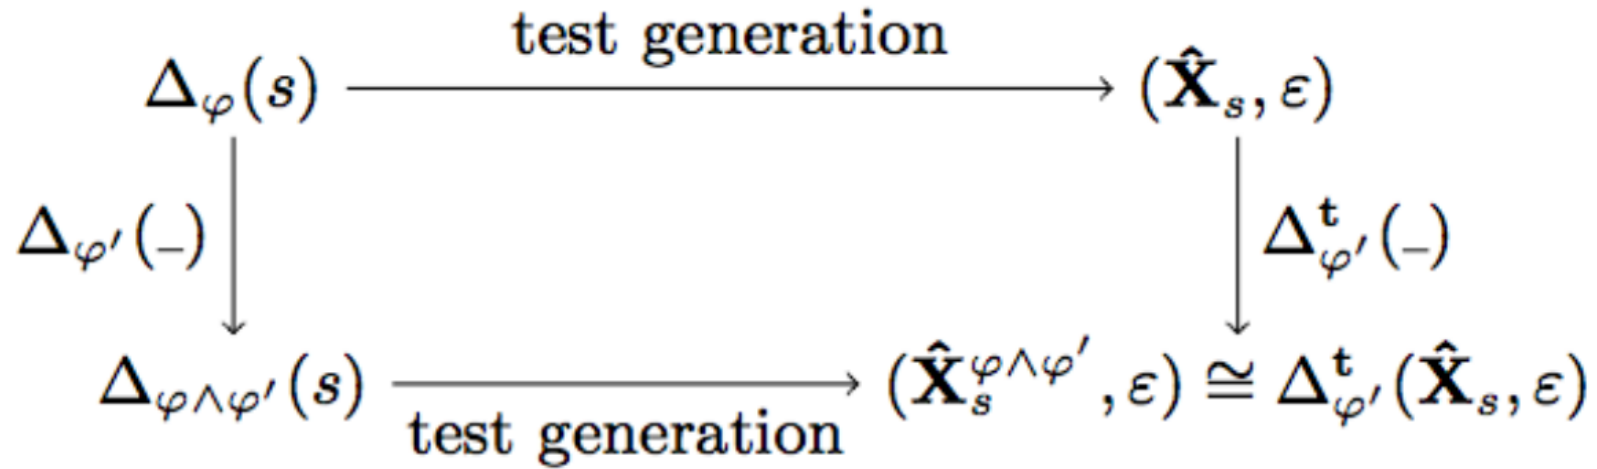 test generation
Δ_φ(s) (X̂_s, ε)
Δ_φ′(_) Δ^t_φ′(_)
Δ_φ∧φ′(s) (X̂_s^φ∧φ′, ε) ≅ Δ^t_φ′(X̂_s, ε)
test generation